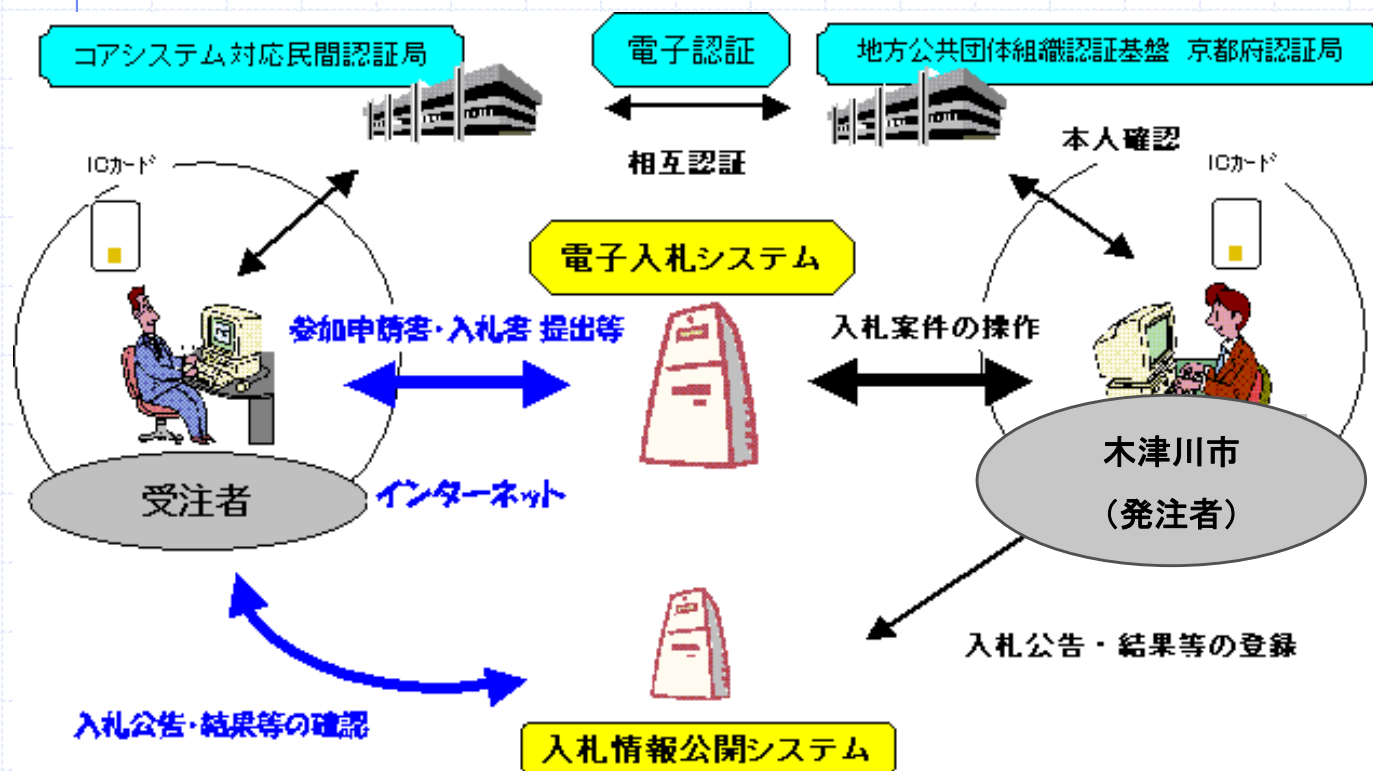 コアシステム対応民間認証局
電子認証
地方公共団体組織認証基盤 京都府認証局
相互認証
本人確認
ICカード
ICカード
電子入札システム
参加申請書・入札書 提出等
入札案件の操作
受注者
インターネット
木津川市
(発注者)
入札公告・結果等の登録
入札公告・結果等の確認
入札情報公開システム